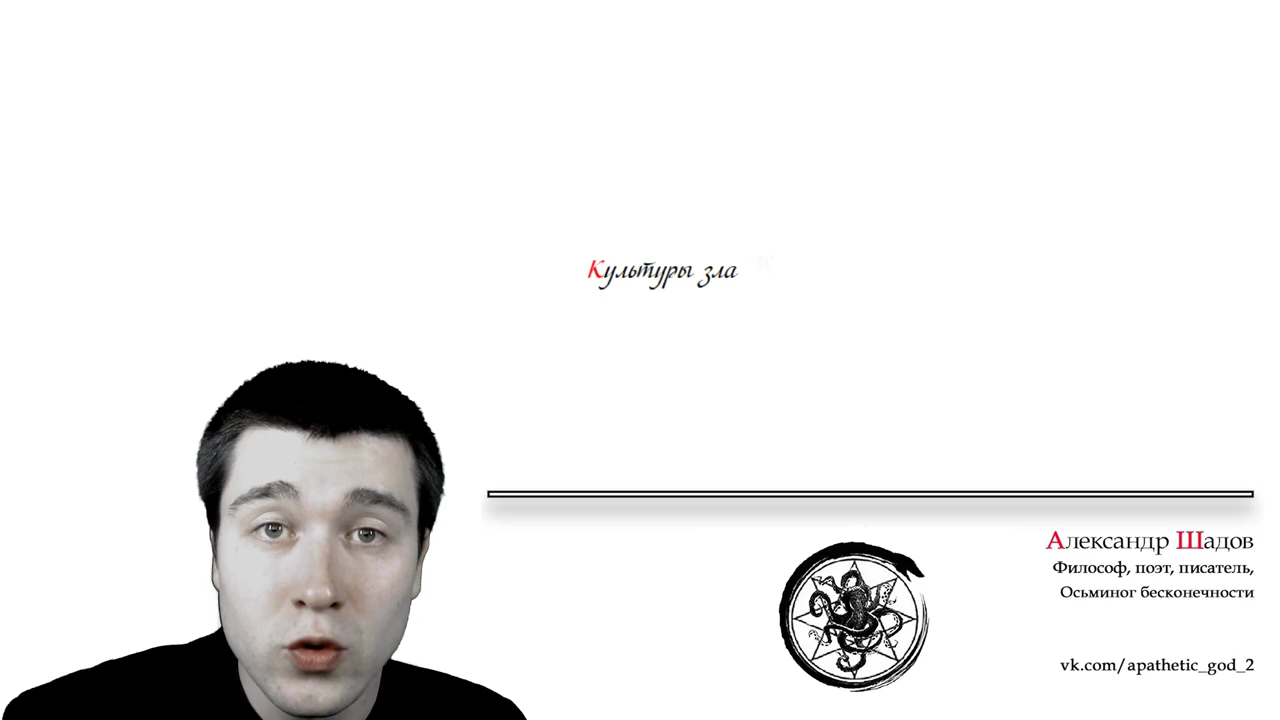 Культуры зла
Александр Шадов
Философ, поэт, писатель,
Осьминог бесконечности
vk.com/apathetic_god_2